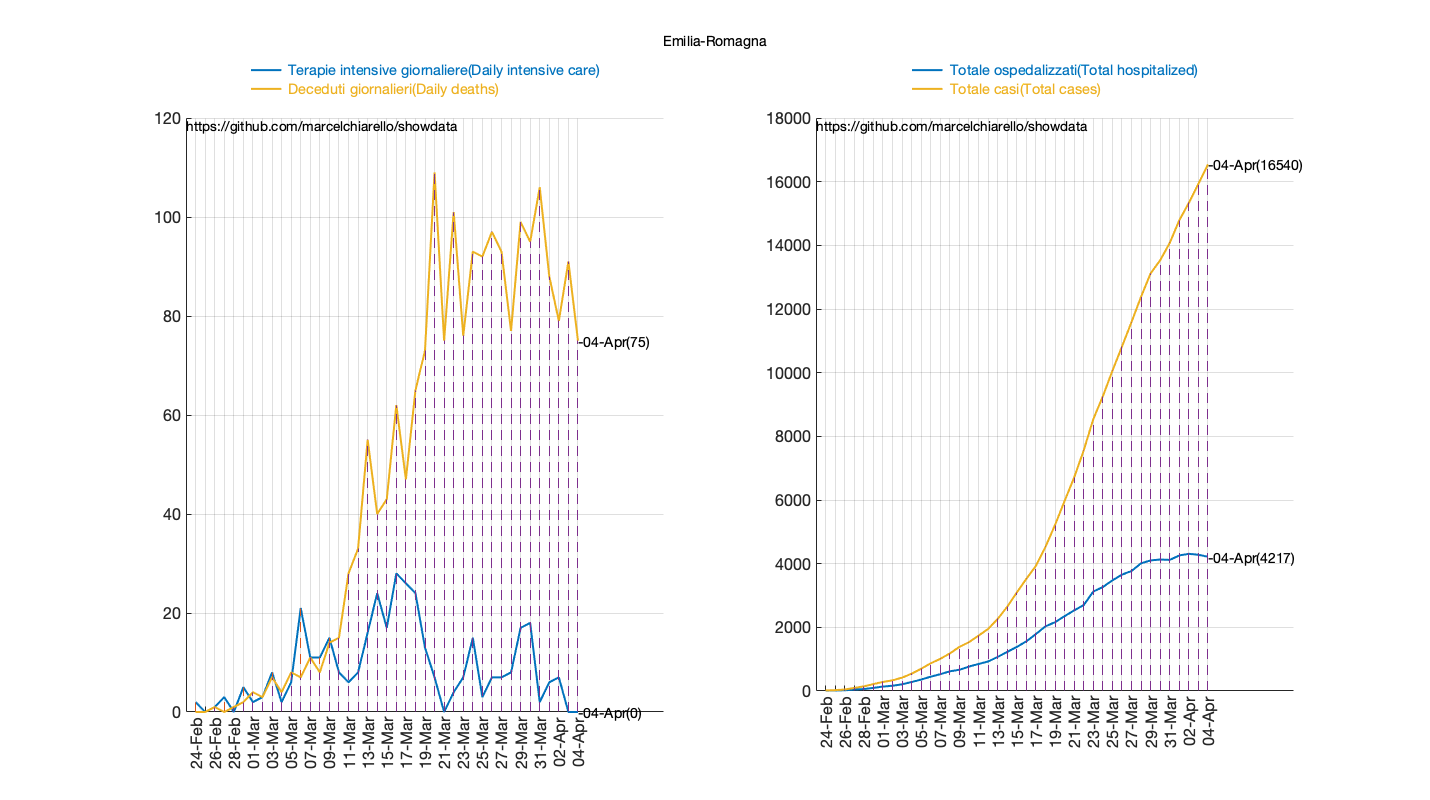 Emilia-Romagna
Terapie intensive giornaliere(Daily intensive care)
Deceduti giornalieri(Daily deaths)
120
https://github.com/marcelchiarello/showdata
100
80
-04-Apr(75)
60
40
20
0
-04-Apr(0)
24-Feb
26-Feb
28-Feb
01-Mar
03-Mar
05-Mar
07-Mar
09-Mar
11-Mar
13-Mar
15-Mar
17-Mar
19-Mar
21-Mar
23-Mar
25-Mar
27-Mar
29-Mar
31-Mar
02-Apr
04-Apr
Totale ospedalizzati(Total hospitalized)
Totale casi(Total cases)
18000
https://github.com/marcelchiarello/showdata
-04-Apr(16540)
16000
14000
12000
10000
8000
6000
4000
-04-Apr(4217)
2000
0
24-Feb
26-Feb
28-Feb
01-Mar
03-Mar
05-Mar
07-Mar
09-Mar
11-Mar
13-Mar
15-Mar
17-Mar
19-Mar
21-Mar
23-Mar
25-Mar
27-Mar
29-Mar
31-Mar
02-Apr
04-Apr